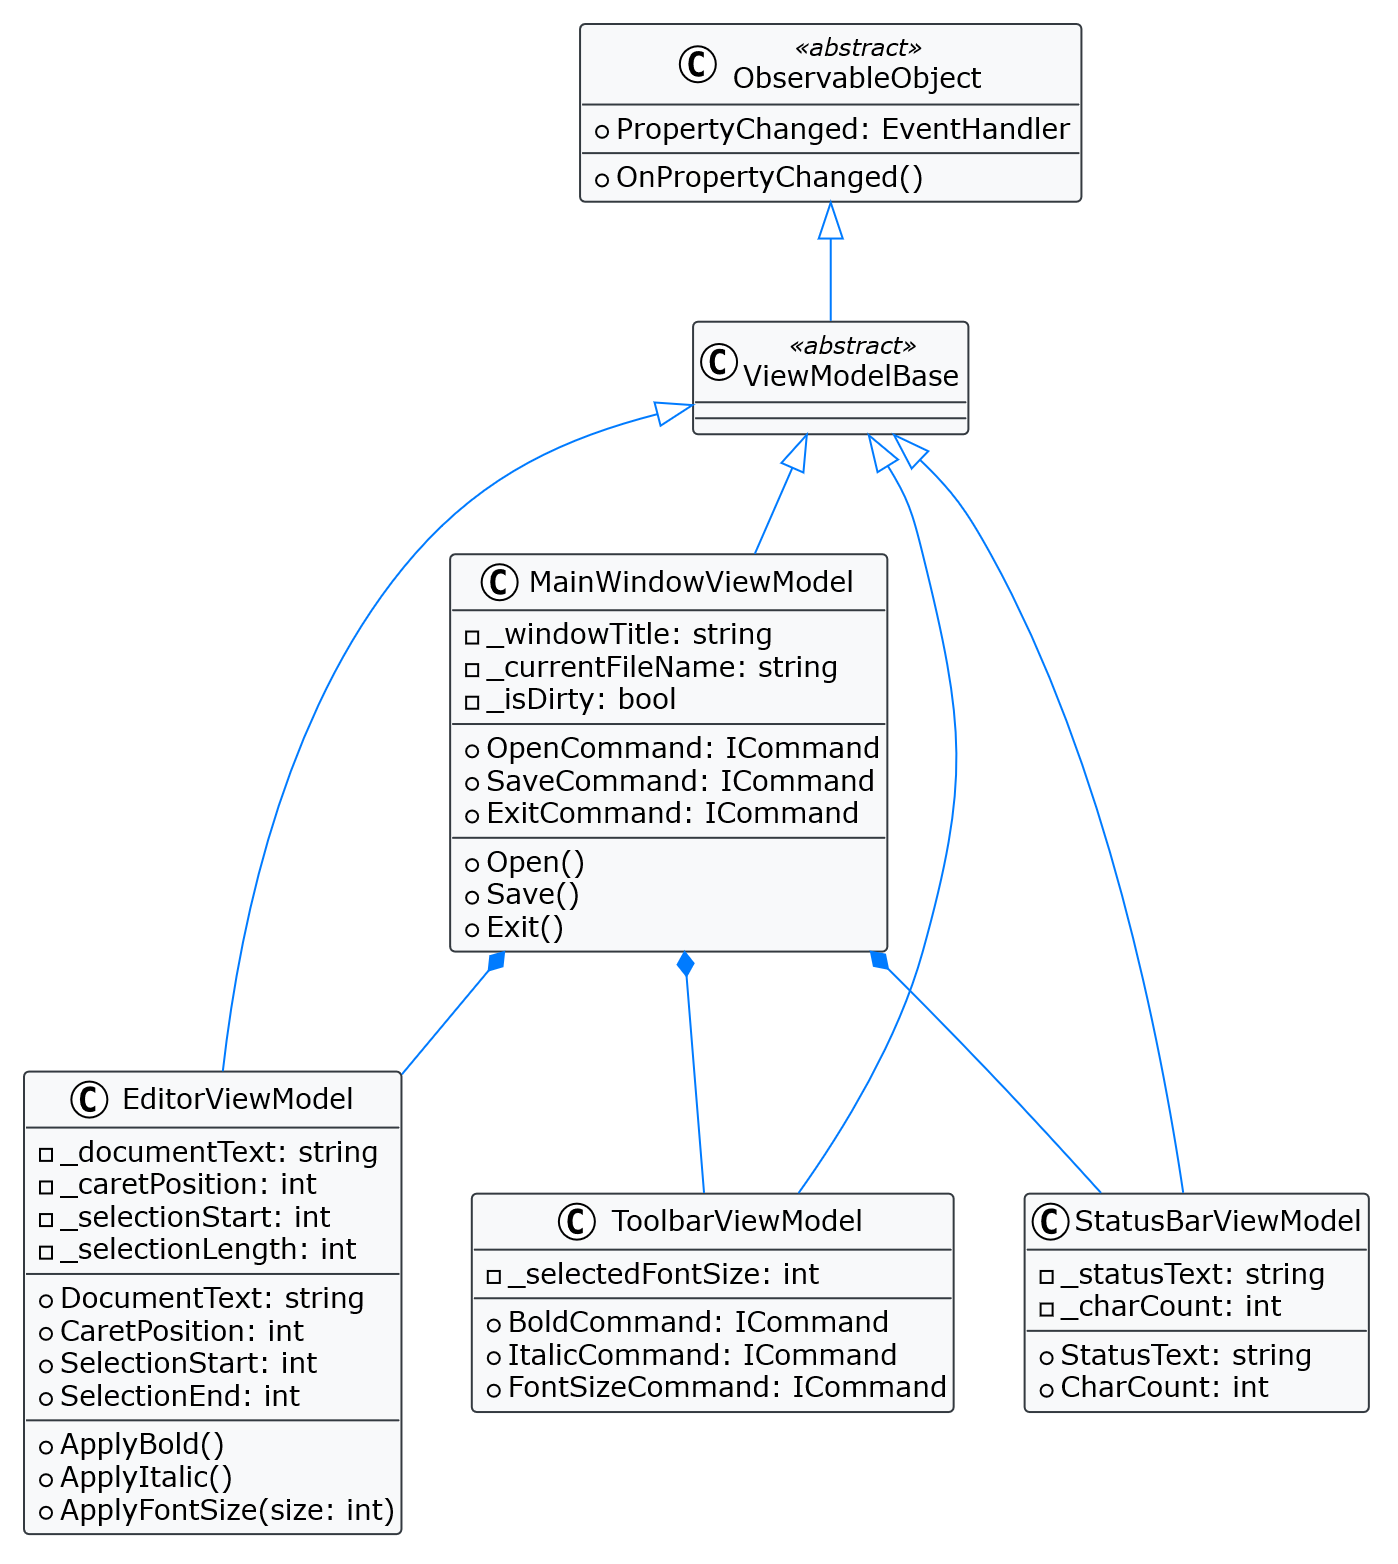 «abstract»
C ObservableObject
PropertyChanged: EventHandler
OnPropertyChanged()
«abstract»
C ViewModelBase
C MainWindowViewModel
_windowTitle: string
_currentFileName: string
_isDirty: bool
OpenCommand: ICommand
SaveCommand: ICommand
ExitCommand: ICommand
Open()
Save()
Exit()
C EditorViewModel
_documentText: string
_caretPosition: int
_selectionStart: int
_selectionLength: int
DocumentText: string
CaretPosition: int
SelectionStart: int
SelectionEnd: int
ApplyBold()
ApplyItalic()
ApplyFontSize(size: int)
C ToolbarViewModel
_selectedFontSize: int
BoldCommand: ICommand
ItalicCommand: ICommand
FontSizeCommand: ICommand
C StatusBarViewModel
_statusText: string
_charCount: int
StatusText: string
CharCount: int